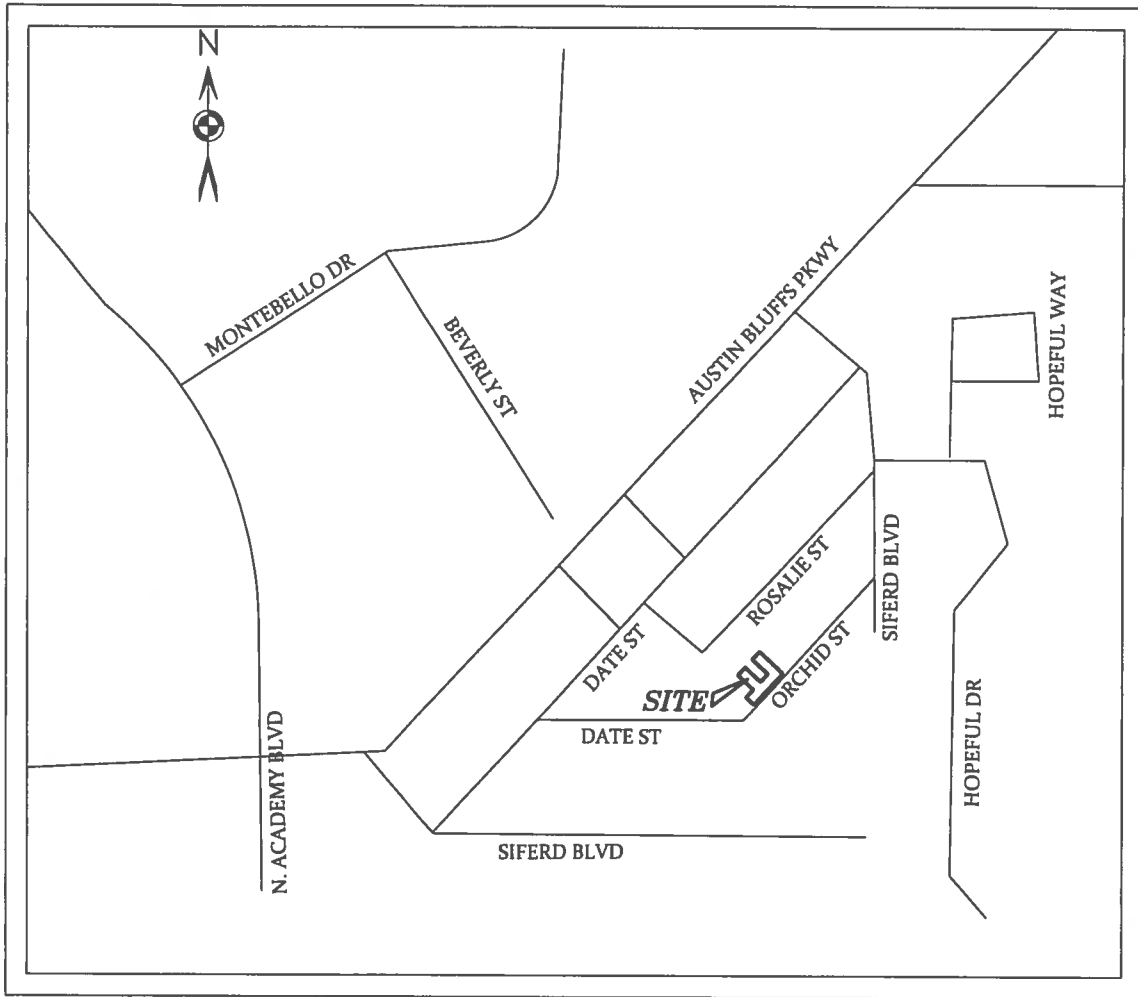 N
MONTEBELLO DR
BEVERLY ST
AUSTIN BLUFFS PKWY
HOPEFUL WAY
SIFERD BLVD
ROSALIE ST
DATE ST
ORCHID ST
SITE
DATE ST
HOPEFUL DR
N. ACADEMY BLVD
SIFERD BLVD